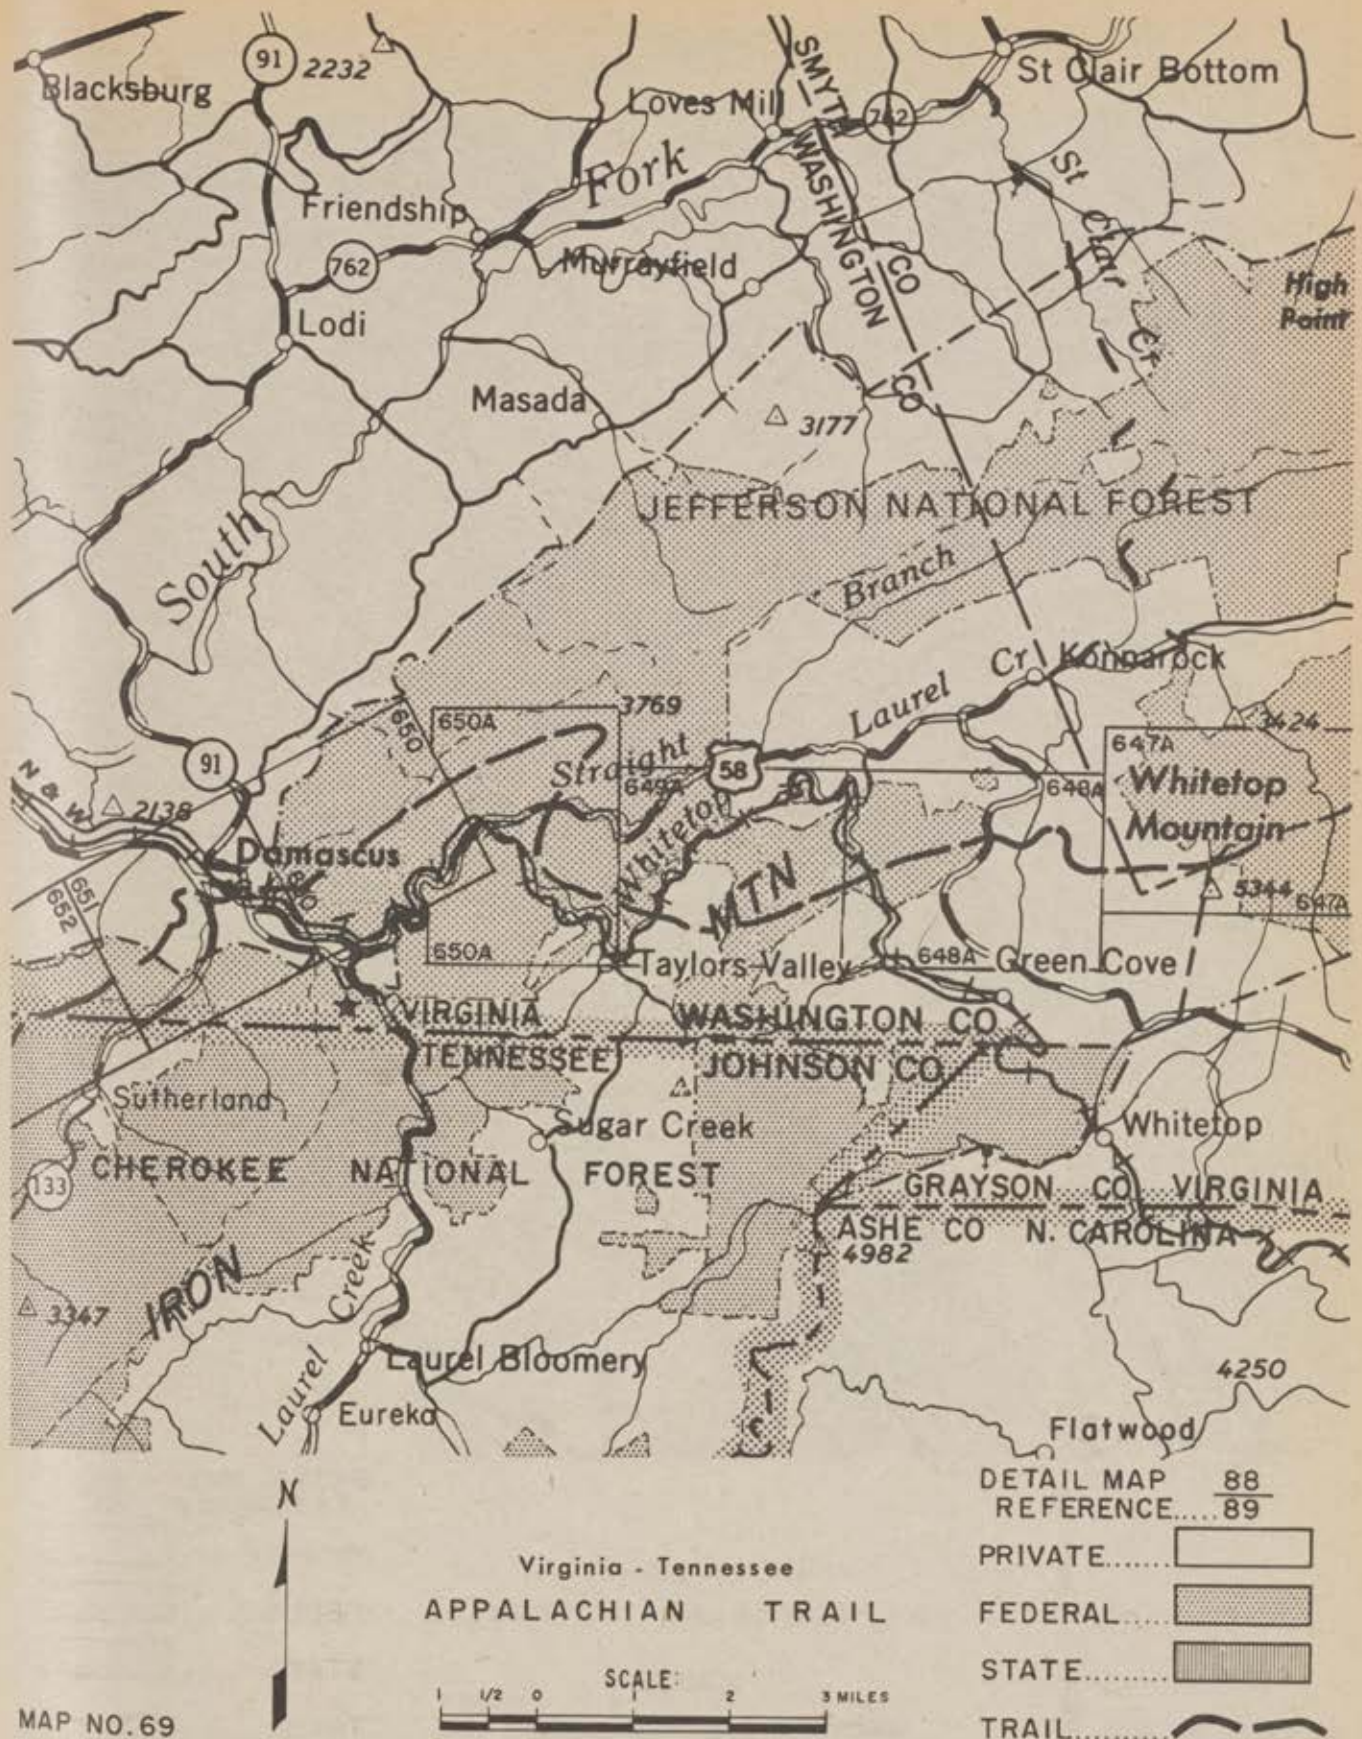 Blacksburg
91
2232
Loves Mill
SMYTH CO
WASHINGTON CO
762
St Clair Bottom
Friendship
South Fork
762
Murrayfield
St Clair Cr
High
Point
Lodi
Masada
3177
JEFFERSON NATIONAL FOREST
Branch
Laurel Cr
Konnarock
650
650A
3769
3424
Straight
58
647A
Whitetop
Mountain
649A
648A
Whitetop
91
N & W
2138
Damascus
650
651
652
MTN
5344
647A
650A
Taylors Valley
648A
Green Cove
VIRGINIA
WASHINGTON CO
TENNESSEE
JOHNSON CO
Sutherland
Sugar Creek
Whitetop
133
CHEROKEE NATIONAL FOREST
GRAYSON CO VIRGINIA
ASHE CO N. CAROLINA
4982
IRON
3347
Laurel Creek
Laurel Bloomery
4250
Eureka
Flatwood
N
DETAIL MAP 88
REFERENCE..... 89
PRIVATE.......
FEDERAL.....
STATE.........
TRAIL..........
Virginia - Tennessee
APPALACHIAN TRAIL
SCALE:
1 1/2 0 1 2 3 MILES
MAP NO. 69